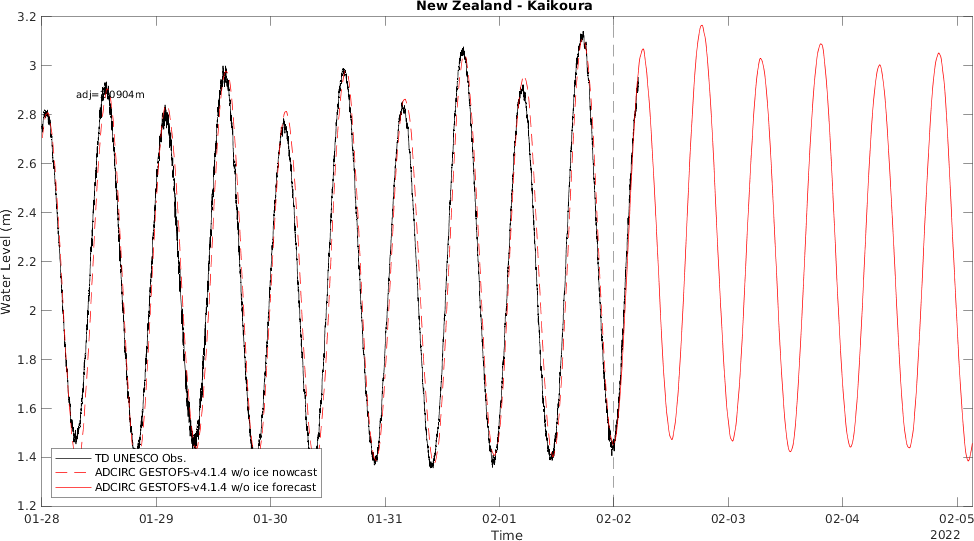 New Zealand - Kaikoura
Water Level (m)
3.2
3
2.8
2.6
2.4
2.2
2
1.8
1.6
1.4
1.2
TD UNESCO Obs.
ADCIRC GESTOFS-v4.1.4 w/o ice nowcast
ADCIRC GESTOFS-v4.1.4 w/o ice forecast
01-28 01-29 01-30 01-31 02-01 02-02 02-03 02-04 02-05
Time
2022